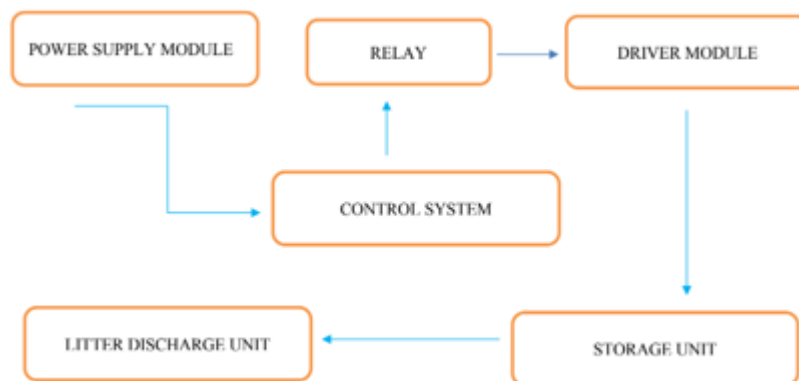 POWER SUPPLY MODULE
RELAY
DRIVER MODULE
CONTROL SYSTEM
LITTER DISCHARGE UNIT
STORAGE UNIT